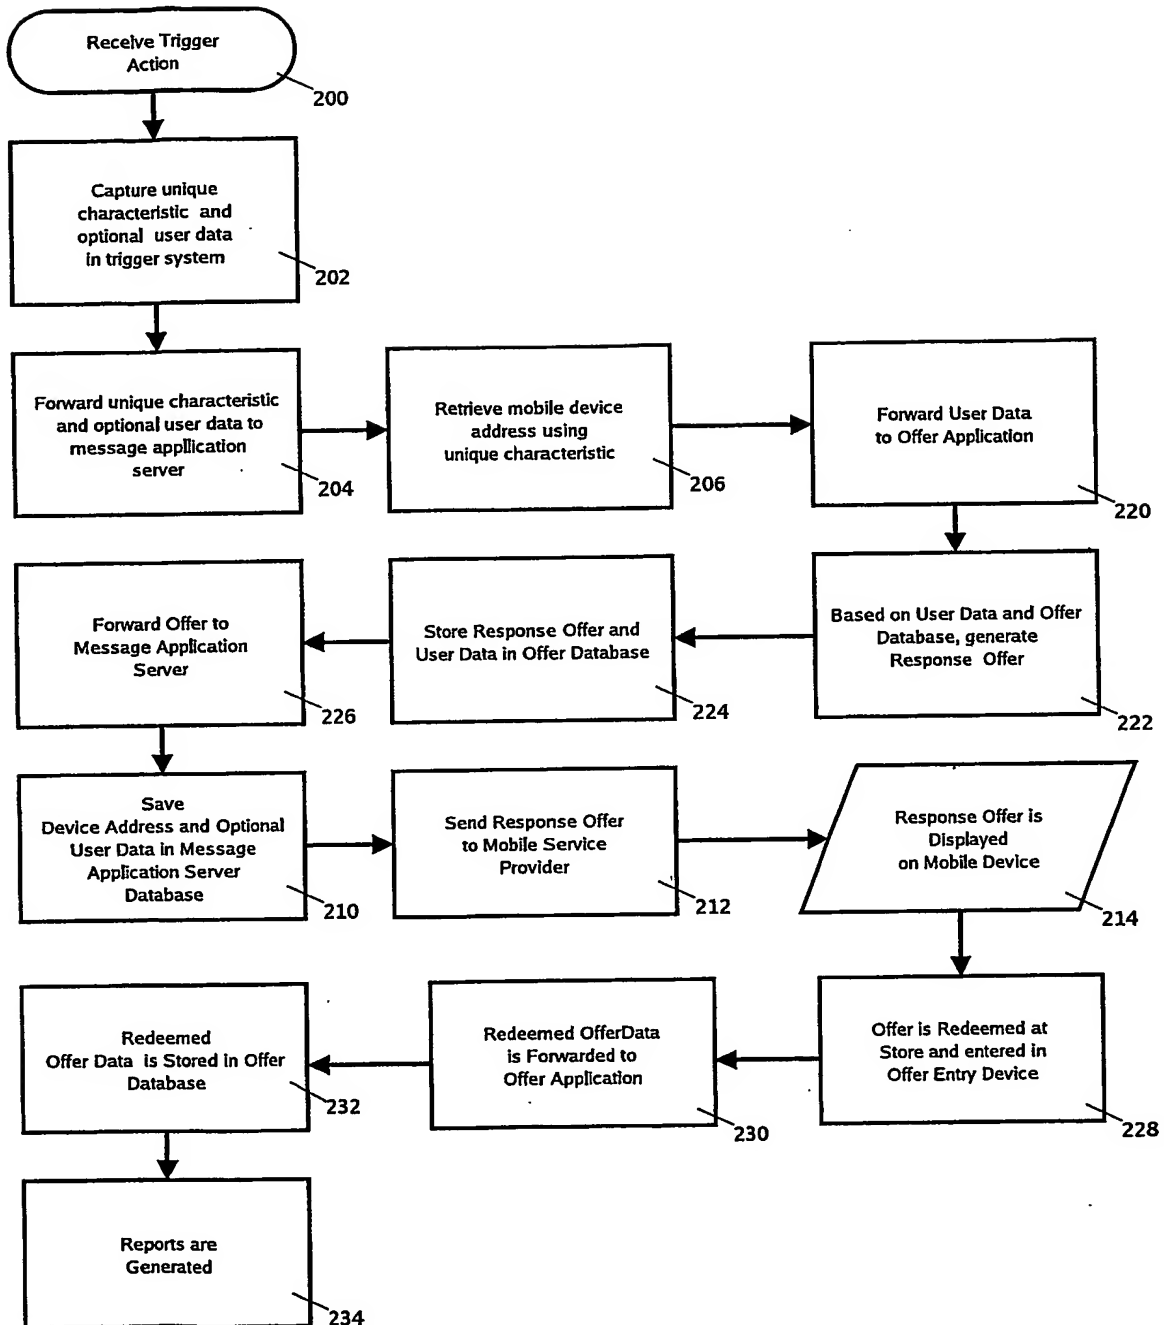 Receive Trigger
Action
200
Capture unique
characteristic and
optional user data
in trigger system
202
Forward unique characteristic
and optional user data to
message application
server
204
Retrieve mobile device
address using
unique characteristic
206
Forward User Data
to Offer Application
220
Based on User Data and Offer
Database, generate
Response Offer
222
Store Response Offer and
User Data in Offer Database
224
Forward Offer to
Message Application
Server
226
Save
Device Address and Optional
User Data in Message
Application Server
Database
210
Send Response Offer
to Mobile Service
Provider
212
Response Offer is
Displayed
on Mobile Device
214
Offer is Redeemed at
Store and entered in
Offer Entry Device
228
Redeemed OfferData
is Forwarded to
Offer Application
230
Redeemed
Offer Data is Stored in Offer
Database
232
Reports are
Generated
234